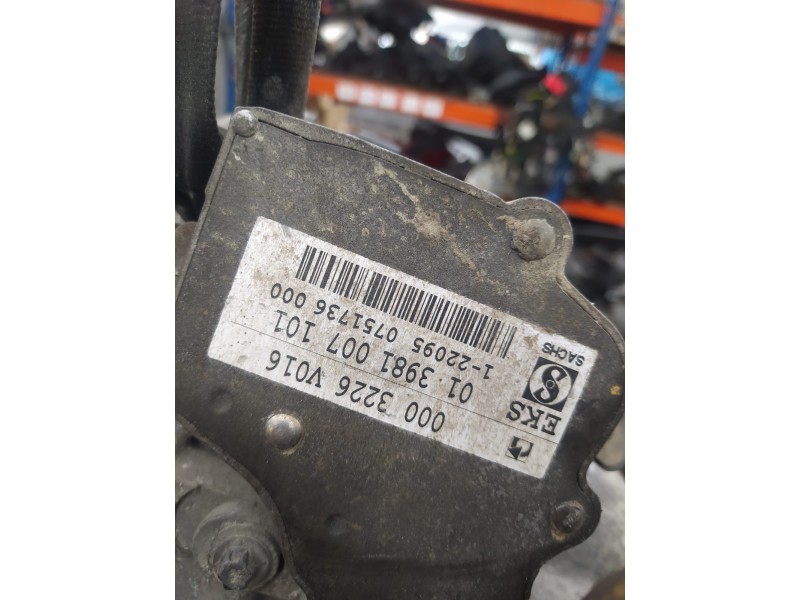 EKS
000 3226 V016
SACHS
01 3981 007 101
1-22095 0751736 000